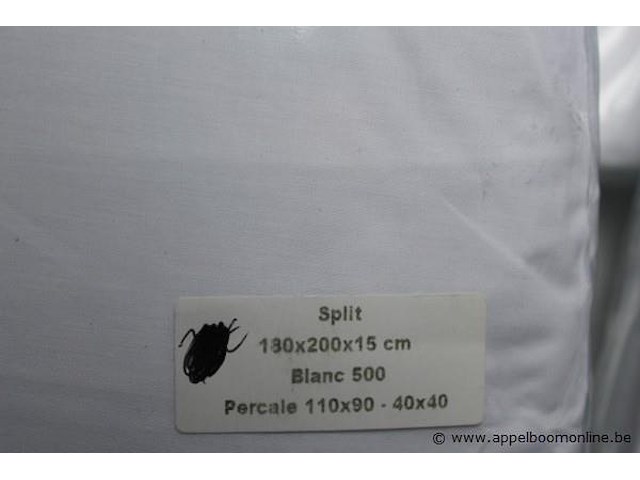 Split
180x200x15 cm
Blanc 500
Percale 110x90 - 40x40
© www.appelboomonline.be